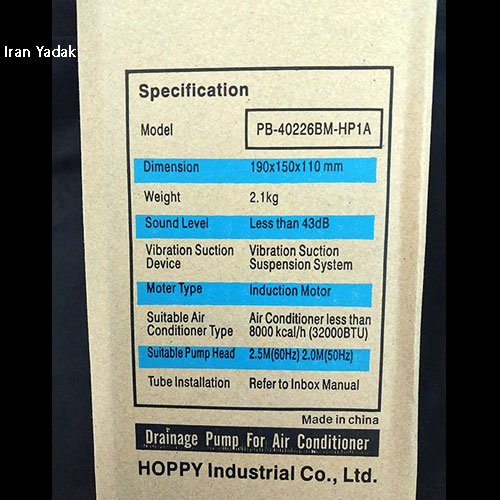 Iran Yadak
Specification
Model PB-40226BM-HP1A
Dimension 190x150x110 mm
Weight 2.1kg
Sound Level Less than 43dB
Vibration Suction Vibration Suction
Device Suspension System
Moter Type Induction Motor
Suitable Air Air Conditioner less than
Conditioner Type 8000 kcal/h (32000BTU)
Suitable Pump Head 2.5M(60Hz) 2.0M(50Hz)
Tube Installation Refer to Inbox Manual
Made in china
Drainage Pump For Air Conditioner
HOPPY Industrial Co., Ltd.